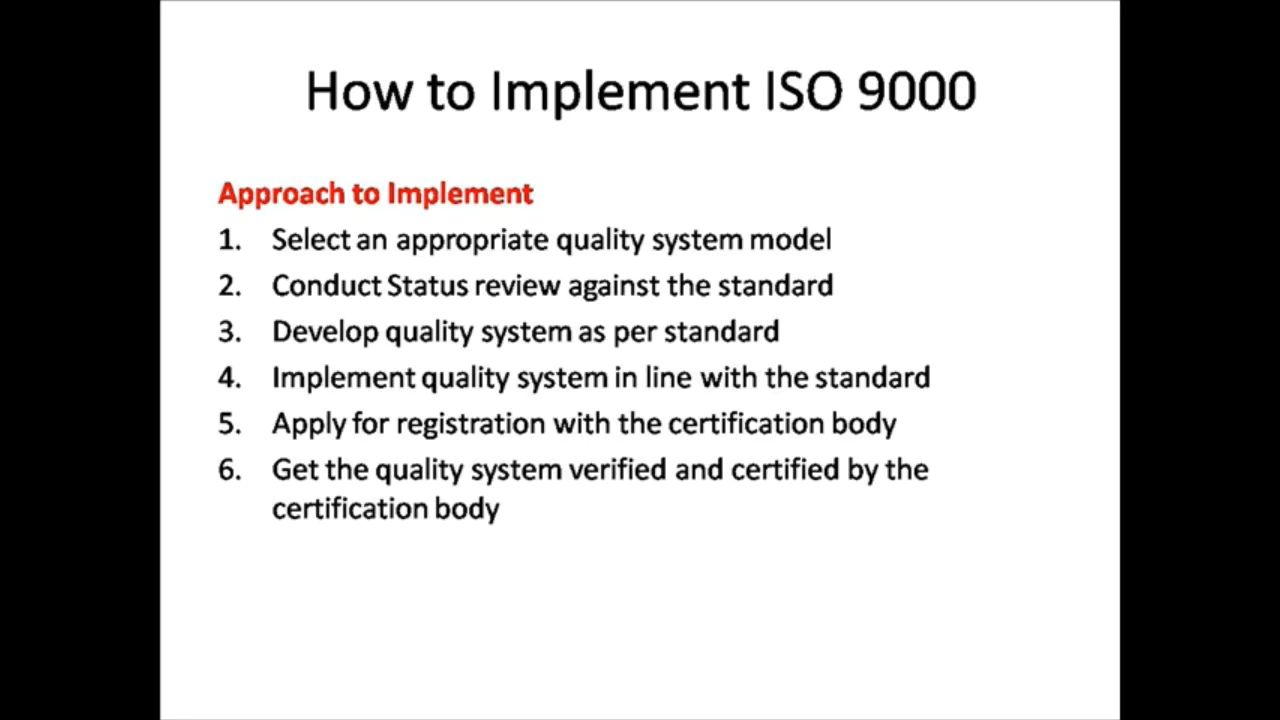 How to Implement ISO 9000
Approach to Implement
1. Select an appropriate quality system model
2. Conduct Status review against the standard
3. Develop quality system as per standard
4. Implement quality system in line with the standard
5. Apply for registration with the certification body
6. Get the quality system verified and certified by the
certification body